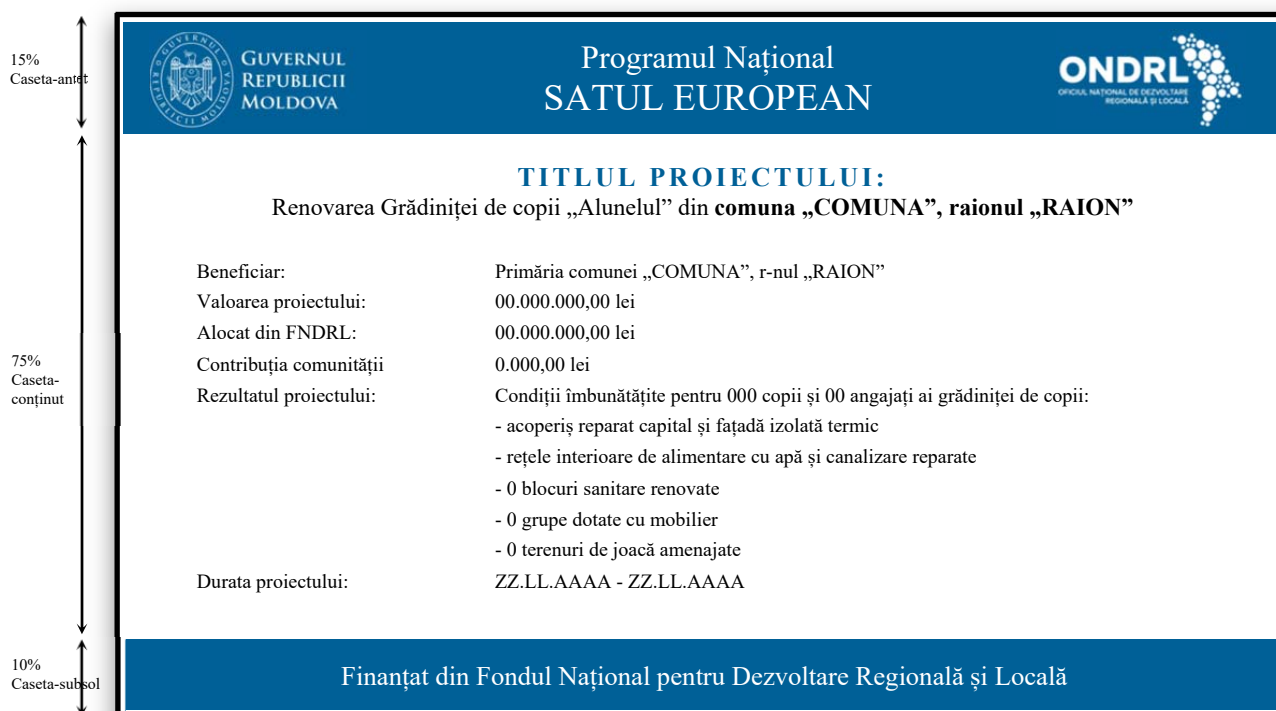 15%
Caseta-antet
GUVERNUL
REPUBLICII
MOLDOVA
Programul Național
SATUL EUROPEAN
ONDRL
OFICIUL NAȚIONAL DE DEZVOLTARE
REGIONALĂ ȘI LOCALĂ
GUVERNUL
REPUBLICII MOLDOVA
TITLUL PROIECTULUI:
Renovarea Grădiniței de copii „Alunelul” din comuna „COMUNA”, raionul „RAION”
75%
Caseta-
conținut
Beneficiar: Primăria comunei „COMUNA”, r-nul „RAION”
Valoarea proiectului: 00.000.000,00 lei
Alocat din FNDRL: 00.000.000,00 lei
Contribuția comunității 0.000,00 lei
Rezultatul proiectului: Condiții îmbunătățite pentru 000 copii și 00 angajați ai grădiniței de copii:
- acoperiș reparat capital și fațadă izolată termic
- rețele interioare de alimentare cu apă și canalizare reparate
- 0 blocuri sanitare renovate
- 0 grupe dotate cu mobilier
- 0 terenuri de joacă amenajate
Durata proiectului: ZZ.LL.AAAA - ZZ.LL.AAAA
10%
Caseta-subsol
Finanțat din Fondul Național pentru Dezvoltare Regională și Locală